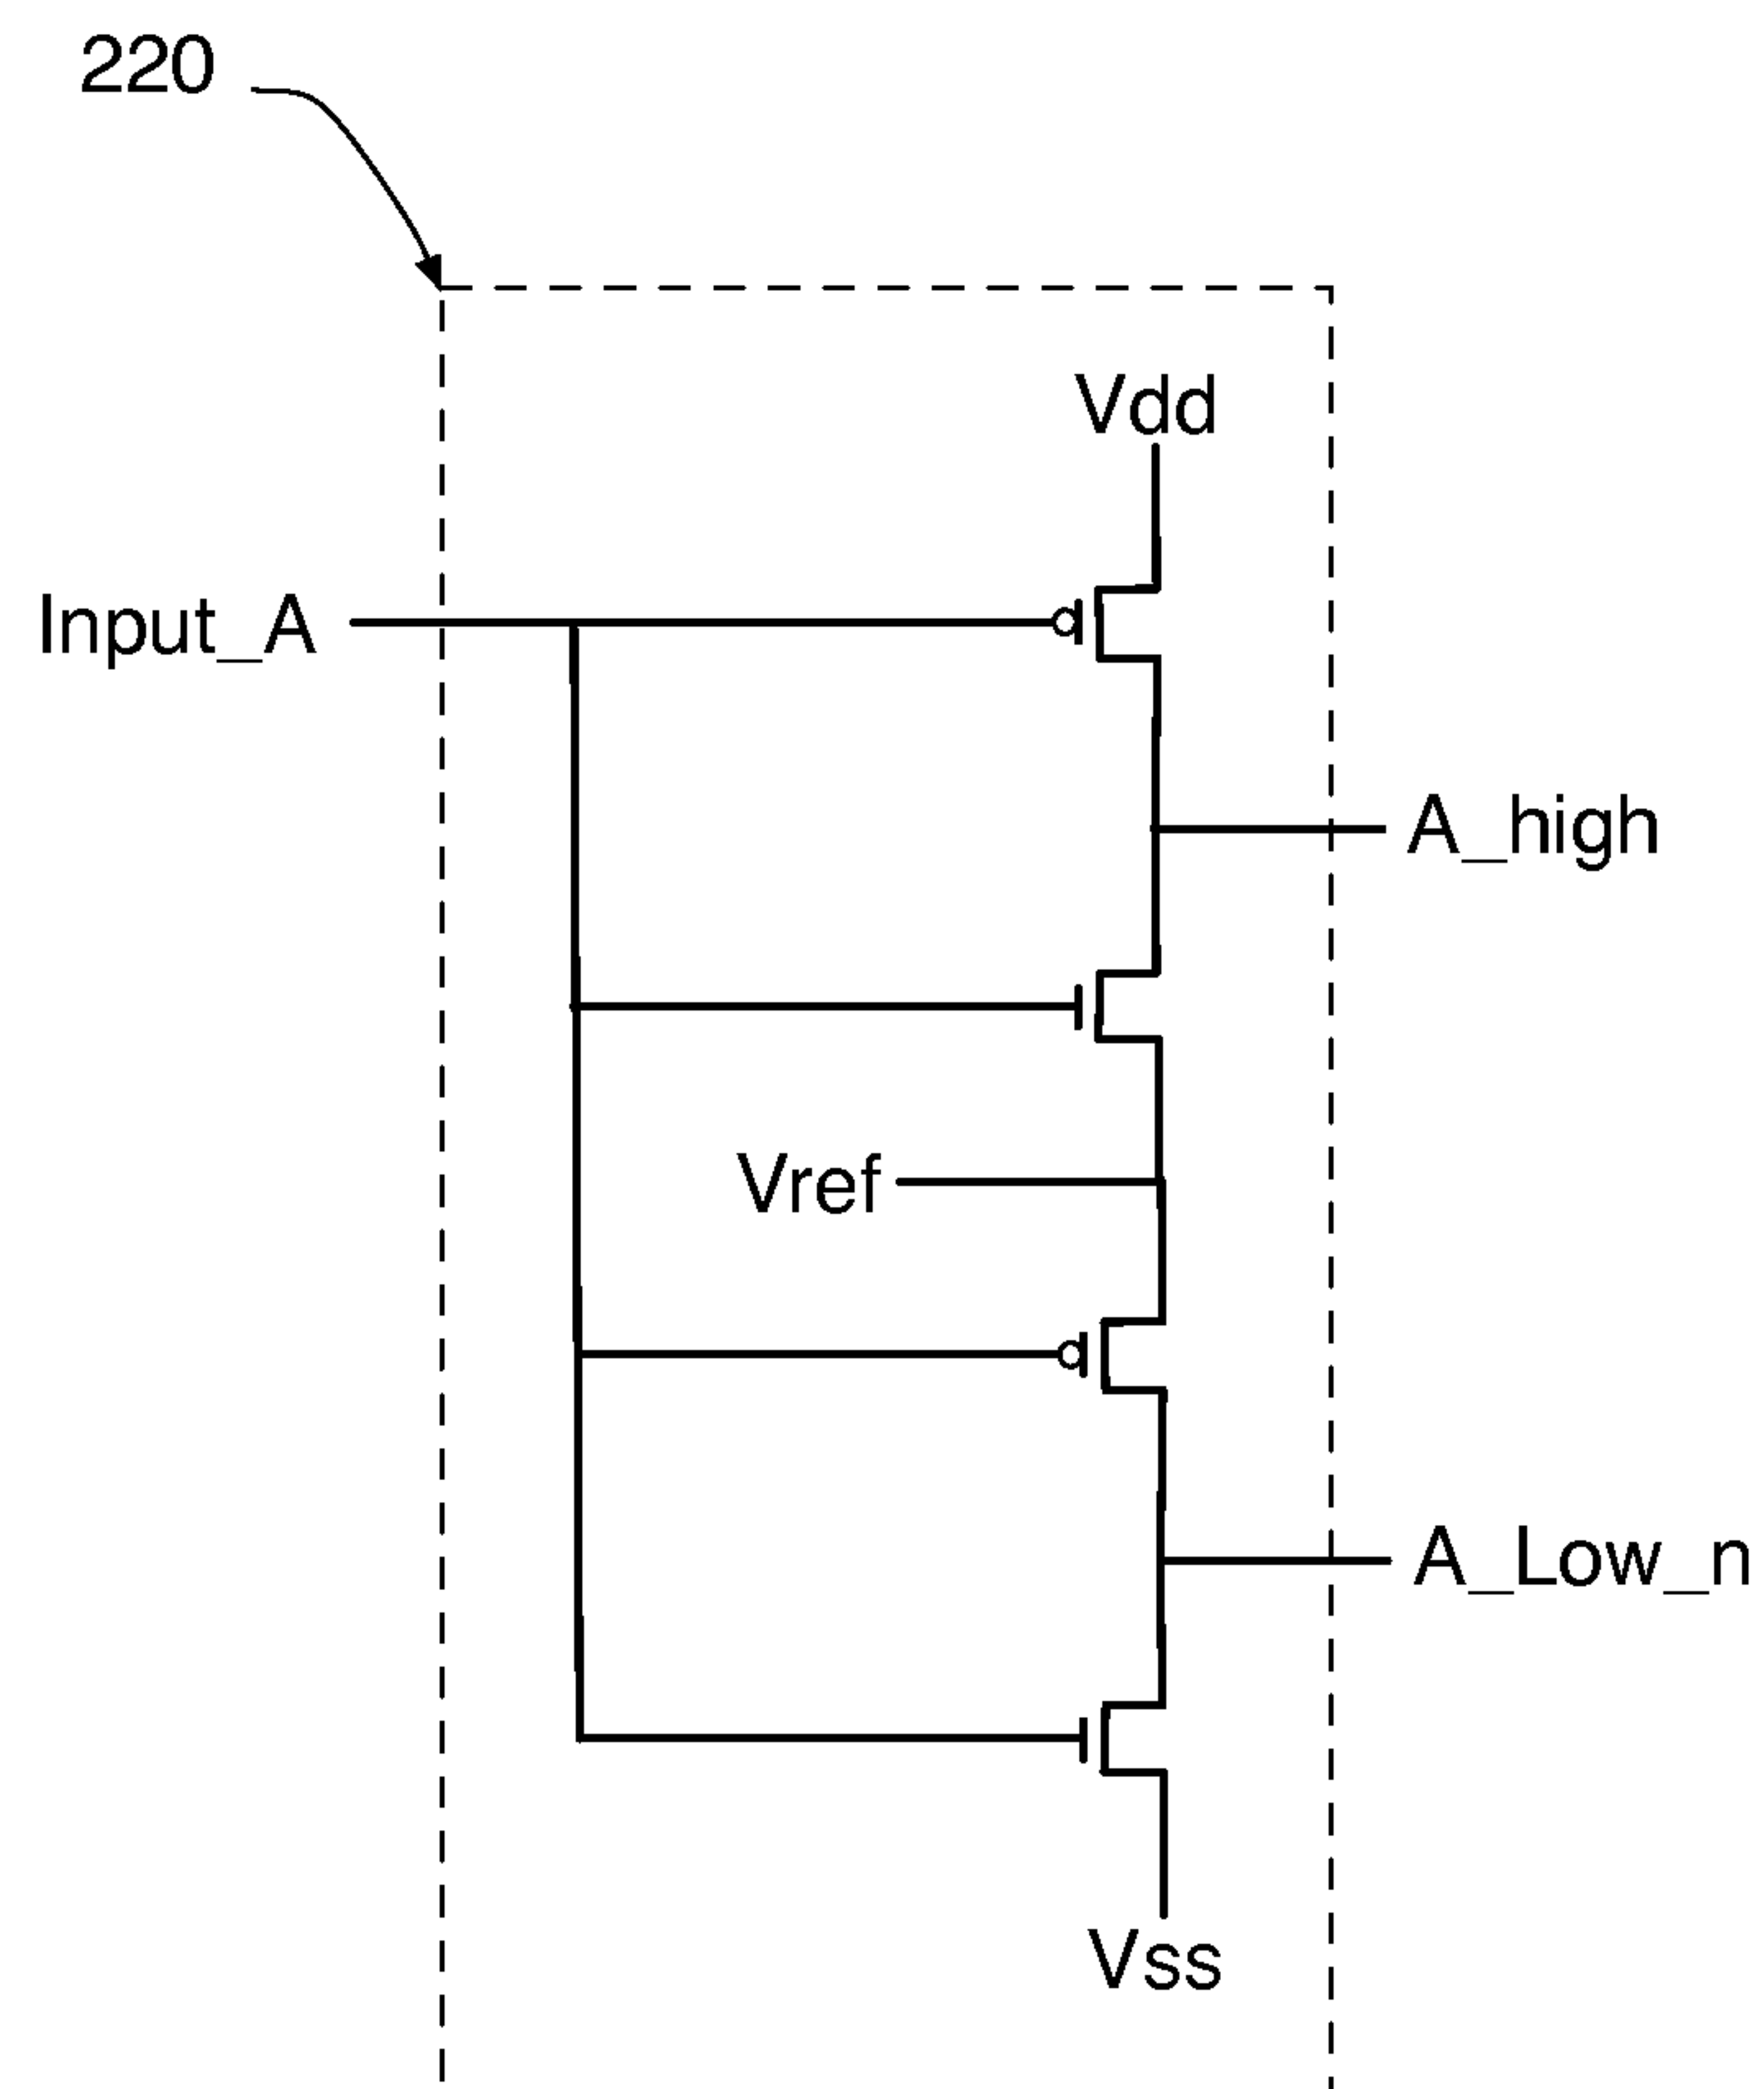 220
Vdd
Input_A
A_high
Vref
A_Low_n
Vss